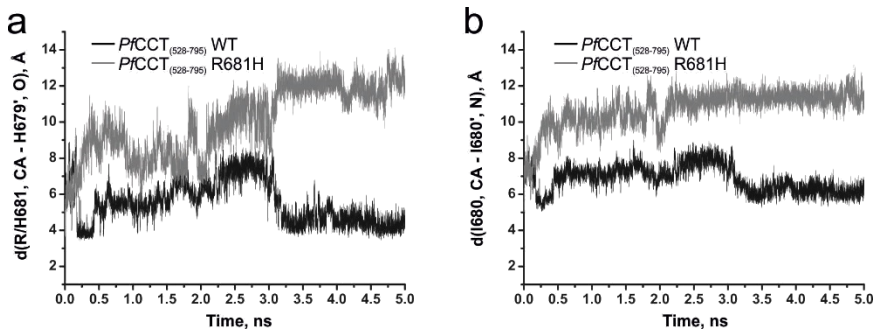 a
PfCCT(528-795) WT
PfCCT(528-795) R681H
d(R/H681, CA - H679', O), Å
14
12
10
8
6
4
2
0.0 0.5 1.0 1.5 2.0 2.5 3.0 3.5 4.0 4.5 5.0
Time, ns
b
PfCCT(528-795) WT
PfCCT(528-795) R681H
d(I680, CA - I680', N), Å
14
12
10
8
6
4
2
0.0 0.5 1.0 1.5 2.0 2.5 3.0 3.5 4.0 4.5 5.0
Time, ns